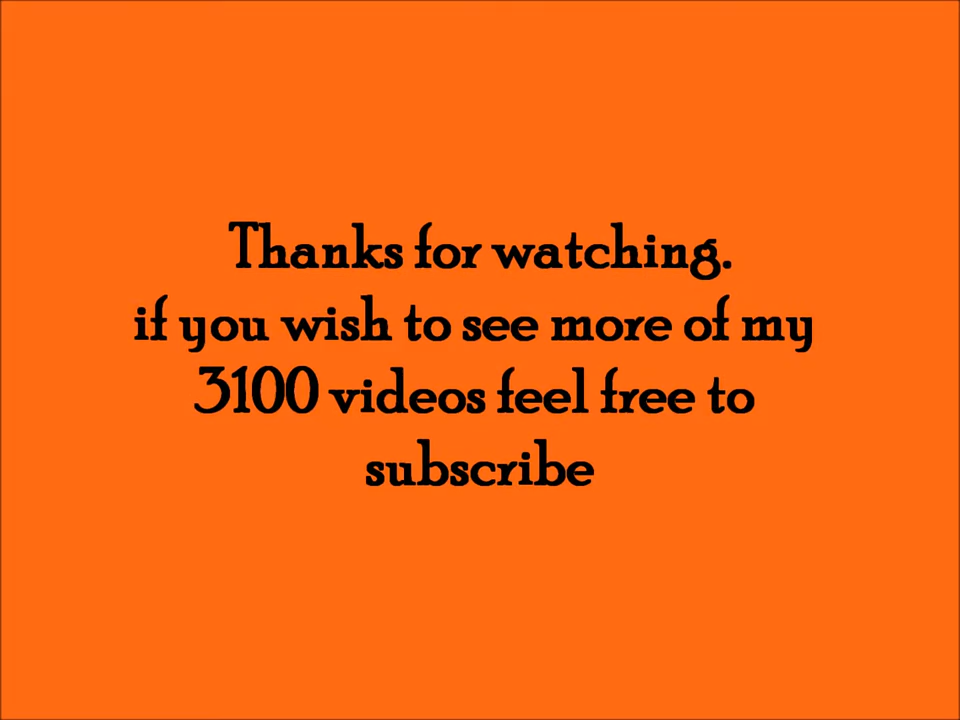 Thanks for watching.
if you wish to see more of my
3100 videos feel free to
subscribe